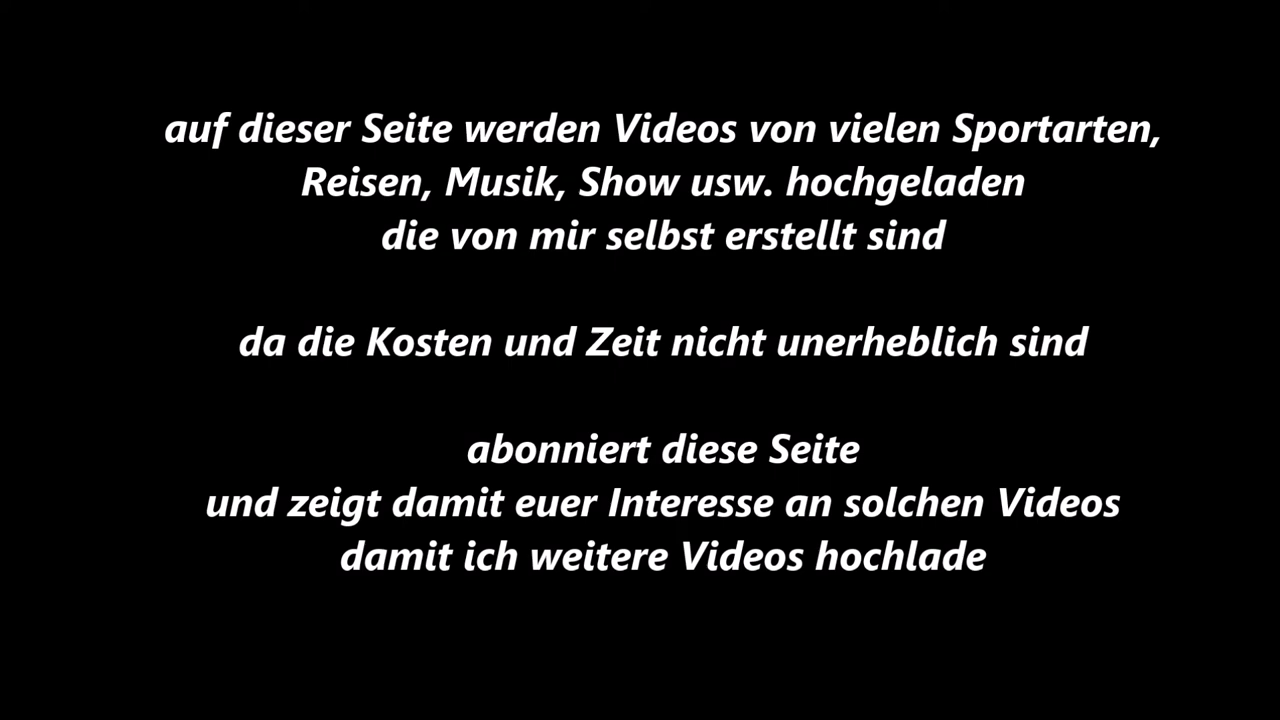 auf dieser Seite werden Videos von vielen Sportarten,
Reisen, Musik, Show usw. hochgeladen
die von mir selbst erstellt sind
da die Kosten und Zeit nicht unerheblich sind
abonniert diese Seite
und zeigt damit euer Interesse an solchen Videos
damit ich weitere Videos hochlade